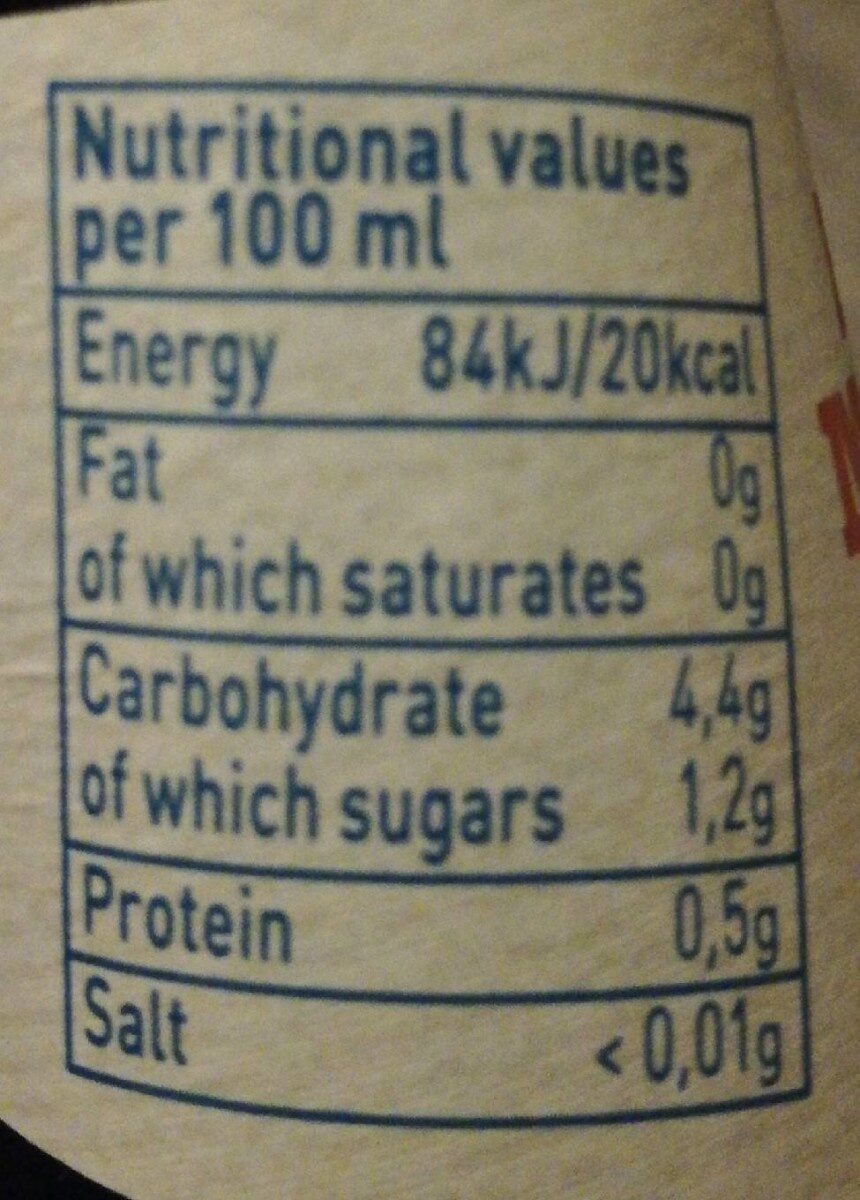 Nutritional values
per 100 ml
Energy 84kJ/20kcal
Fat 0g
of which saturates 0g
Carbohydrate 4,4g
of which sugars 1,2g
Protein 0,5g
Salt < 0,01g